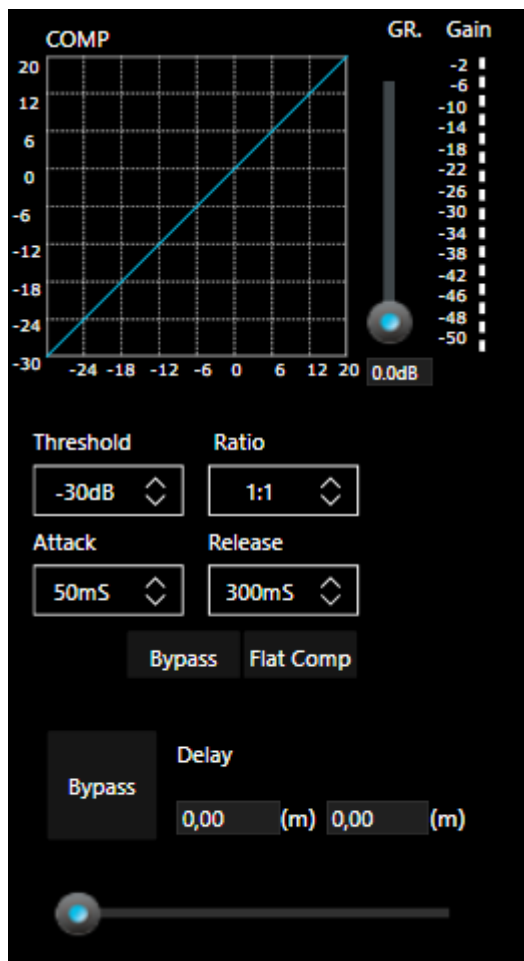 COMP GR. Gain
20
12
6
0
-6
-12
-18
-24
-30
-24 -18 -12 -6 0 6 12 20
-2
-6
-10
-14
-18
-22
-26
-30
-34
-38
-42
-46
-48
-50
0.0dB
Threshold Ratio
-30dB 1:1
Attack Release
50mS 300mS
Bypass Flat Comp
Delay
Bypass
0,00 (m) 0,00 (m)